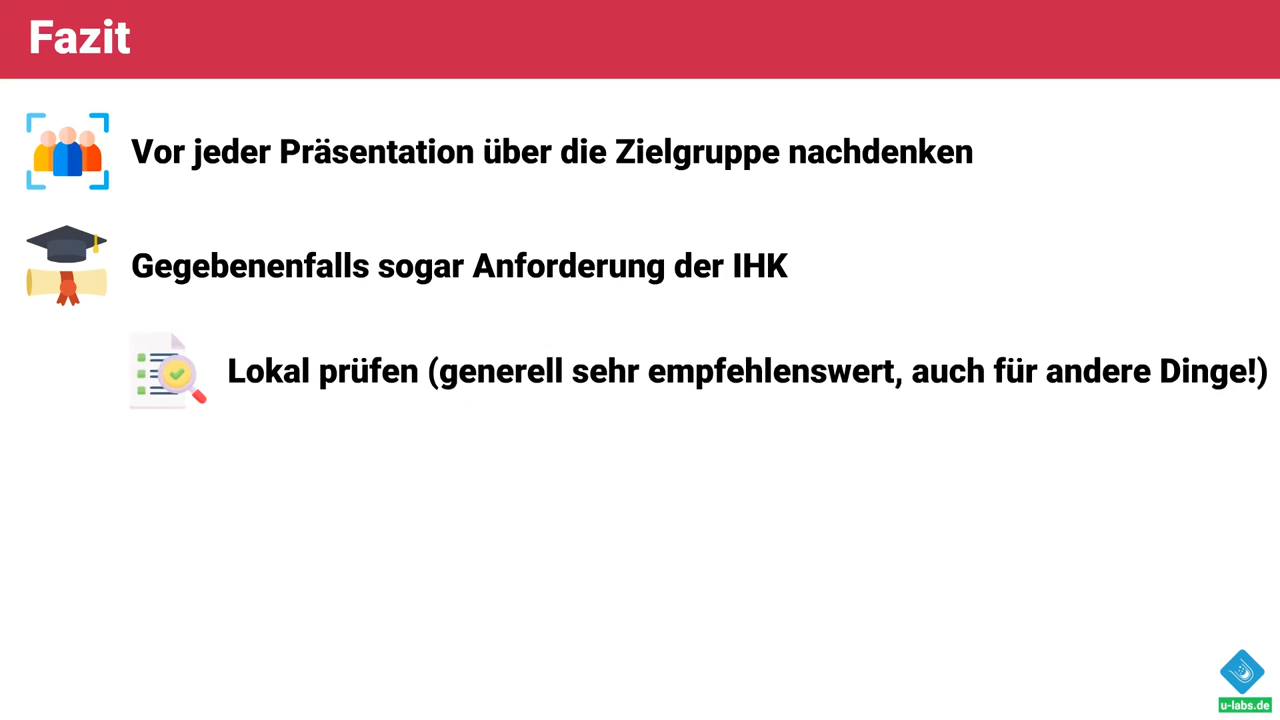 Fazit
Vor jeder Präsentation über die Zielgruppe nachdenken
Gegebenenfalls sogar Anforderung der IHK
Lokal prüfen (generell sehr empfehlenswert, auch für andere Dinge!)
u-labs.de